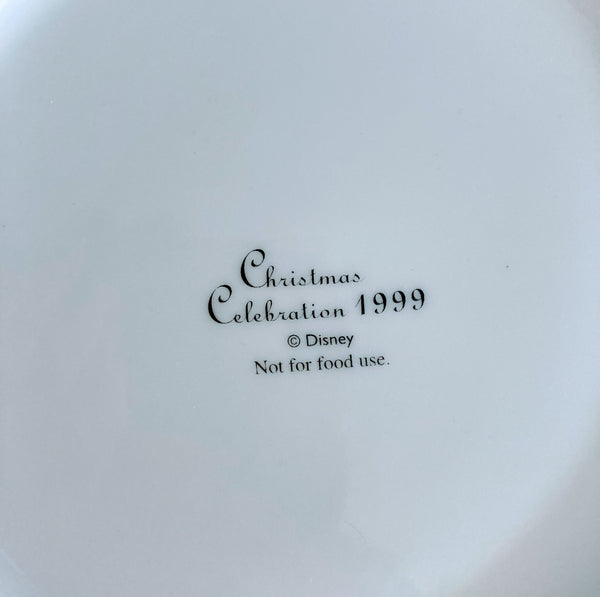 Christmas
Celebration 1999
© Disney
Not for food use.